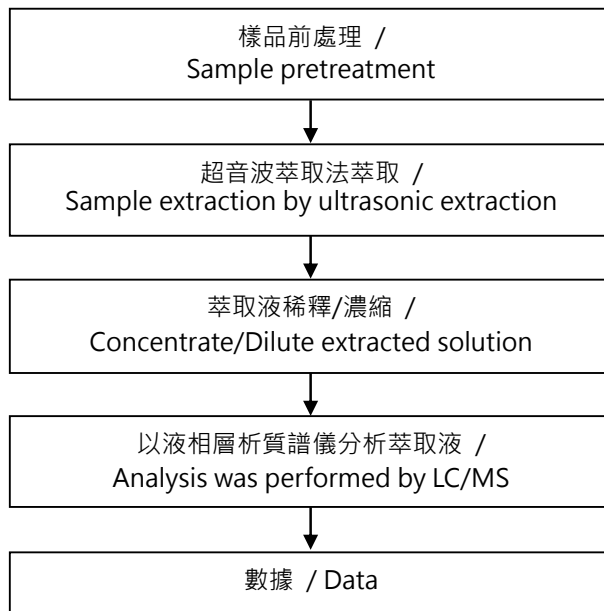 樣品前處理 /
Sample pretreatment
超音波萃取法萃取 /
Sample extraction by ultrasonic extraction
萃取液稀釋/濃縮 /
Concentrate/Dilute extracted solution
以液相層析質譜儀分析萃取液 /
Analysis was performed by LC/MS
數據 / Data